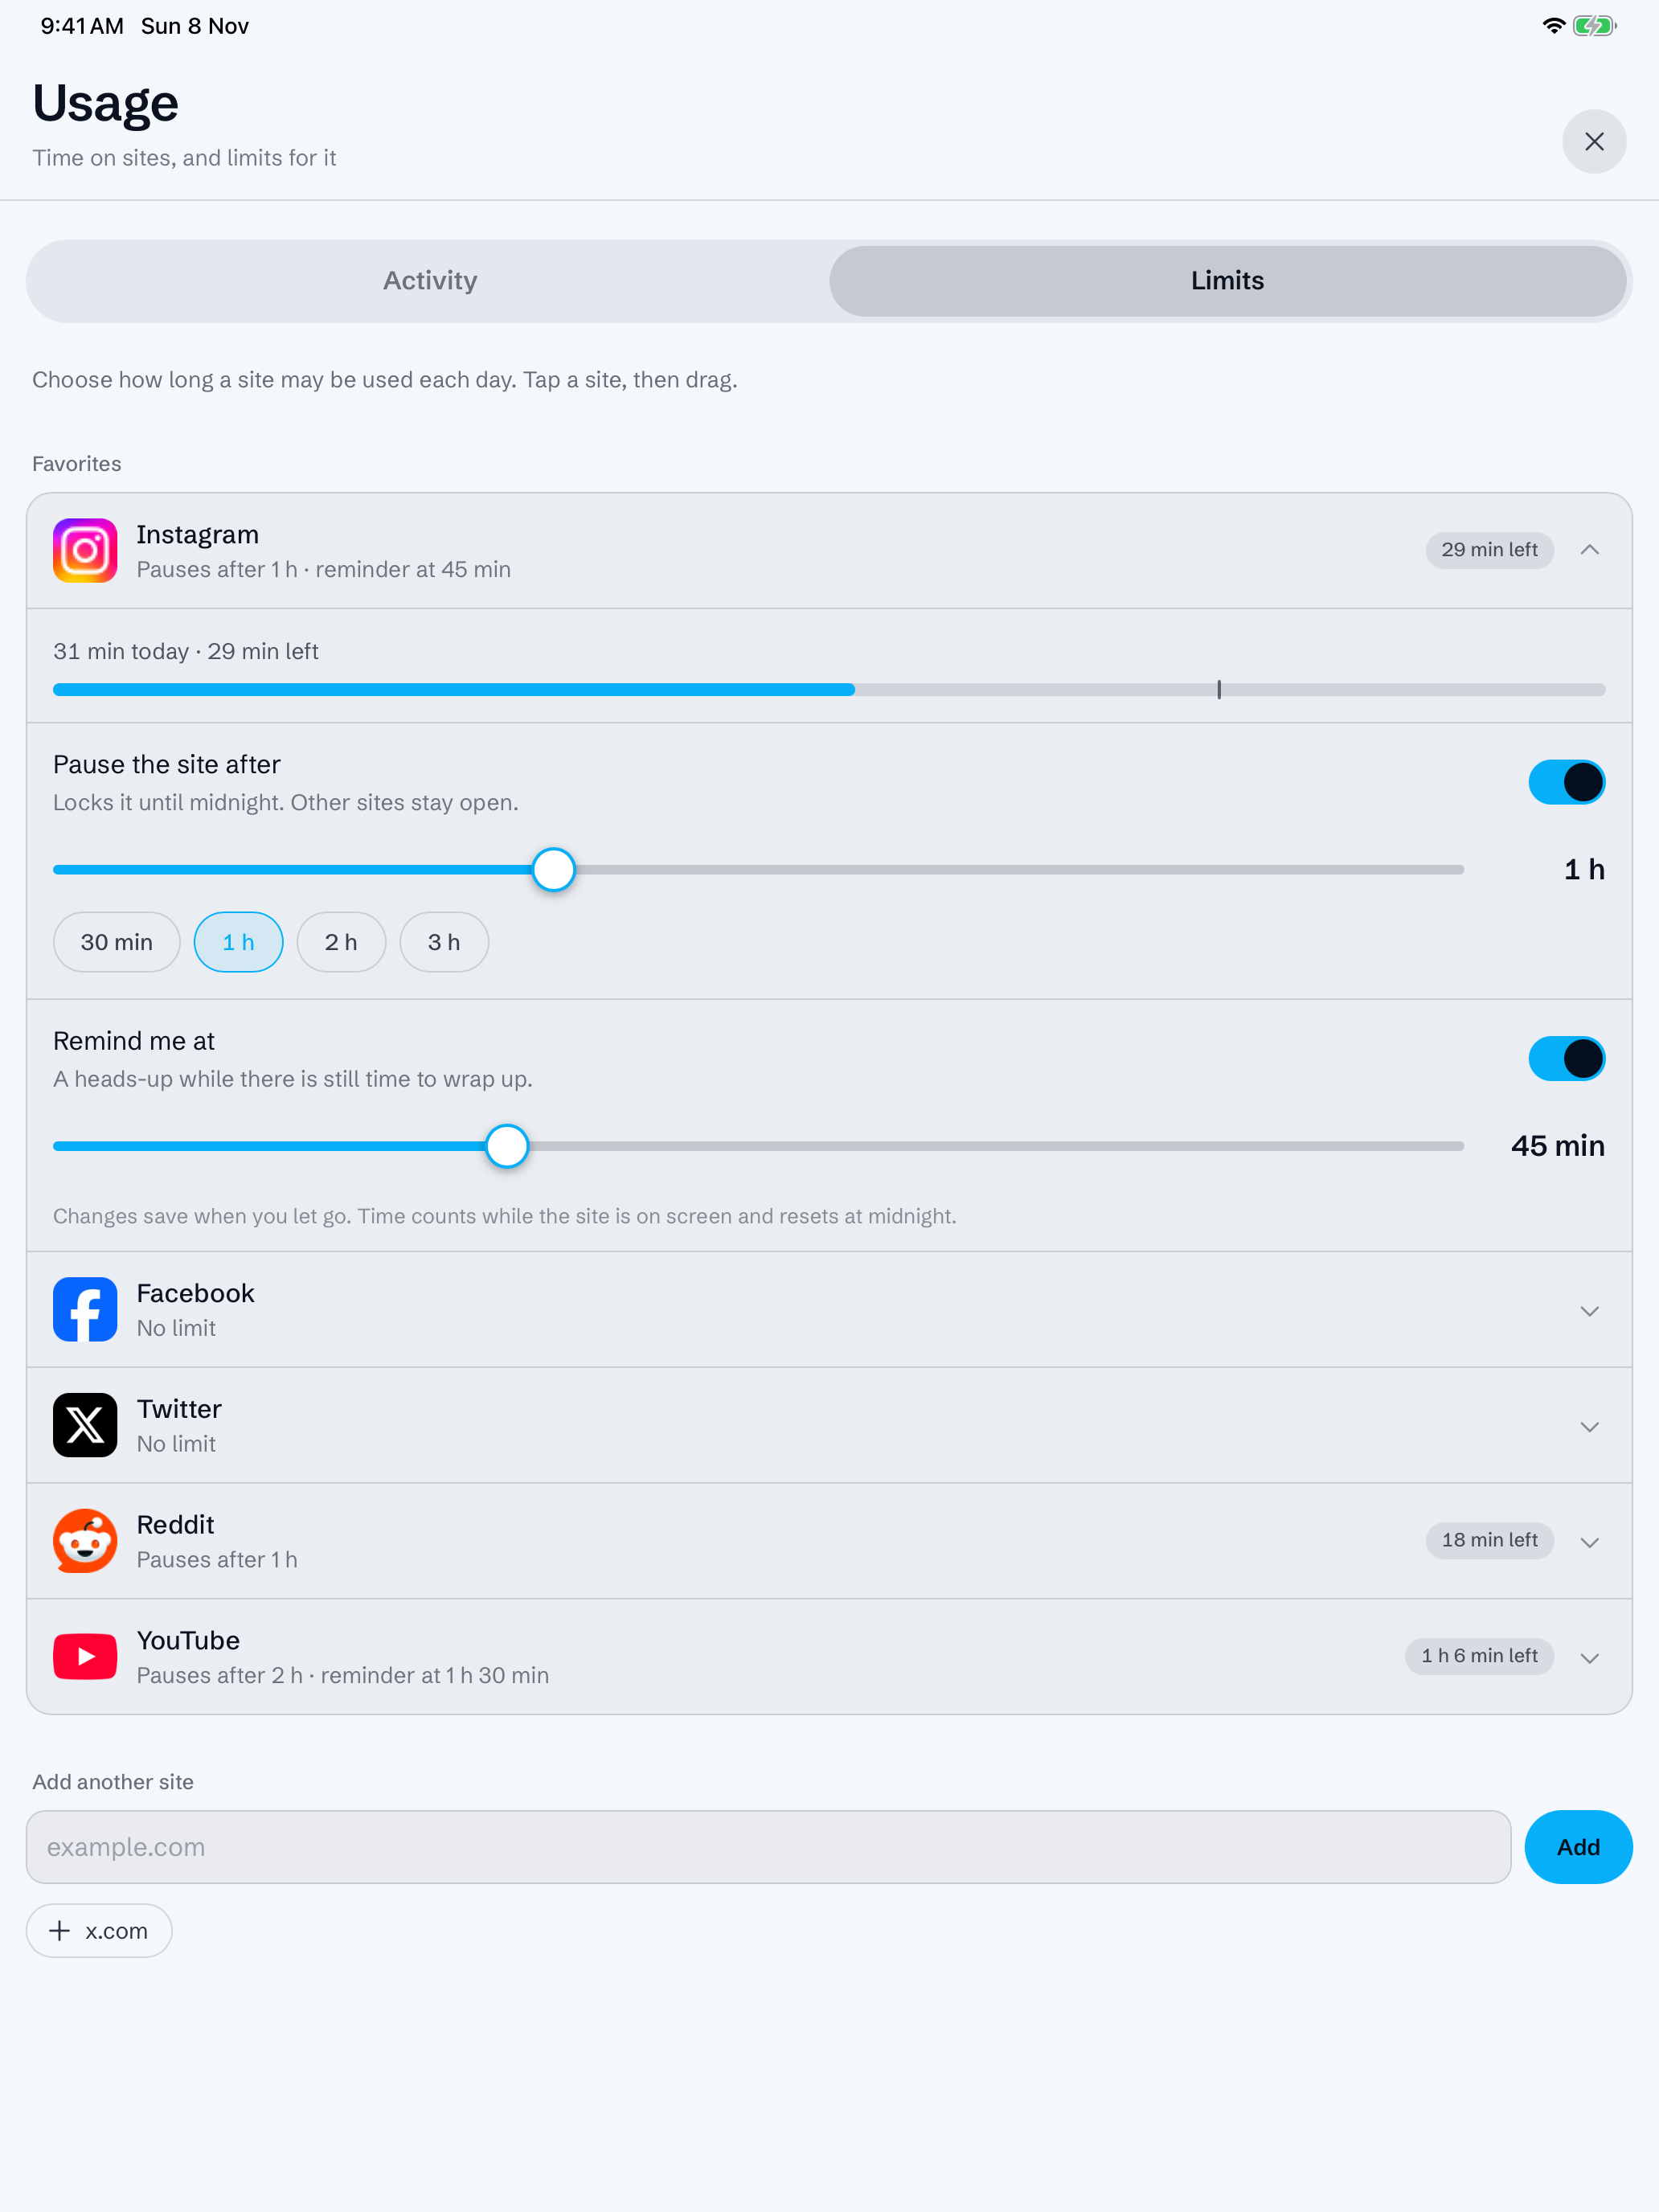 9:41 AM Sun 8 Nov
Usage
Time on sites, and limits for it
Activity
Limits
Choose how long a site may be used each day. Tap a site, then drag.
Favorites
Instagram
Pauses after 1 h · reminder at 45 min
29 min left
31 min today · 29 min left
Pause the site after
Locks it until midnight. Other sites stay open.
1 h
30 min
1 h
2 h
3 h
Remind me at
A heads-up while there is still time to wrap up.
45 min
Changes save when you let go. Time counts while the site is on screen and resets at midnight.
Facebook
No limit
Twitter
No limit
Reddit
Pauses after 1 h
18 min left
YouTube
Pauses after 2 h · reminder at 1 h 30 min
1 h 6 min left
Add another site
example.com
Add
x.com